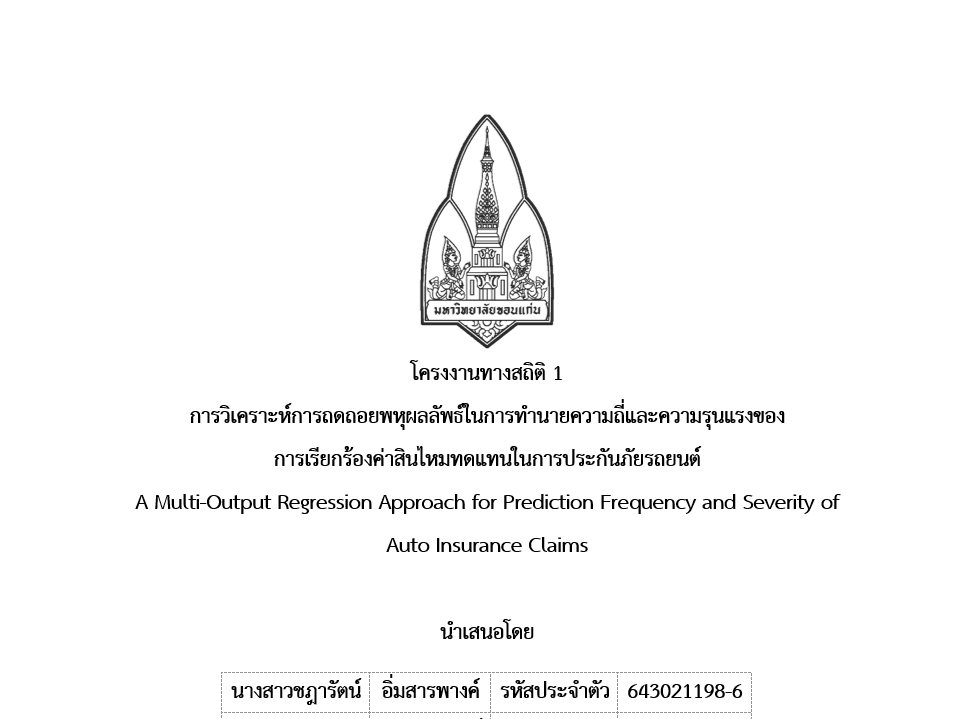 มหาวิทยาลัยขอนแก่น
โครงงานทางสถิติ 1
การวิเคราะห์การถดถอยพหุผลลัพธ์ในการทำนายความถี่และความรุนแรงของ
การเรียกร้องค่าสินไหมทดแทนในการประกันภัยรถยนต์
A Multi-Output Regression Approach for Prediction Frequency and Severity of
Auto Insurance Claims
นำเสนอโดย
นางสาวชฎารัตน์ อิ่มสารพางค์ รหัสประจำตัว 643021198-6